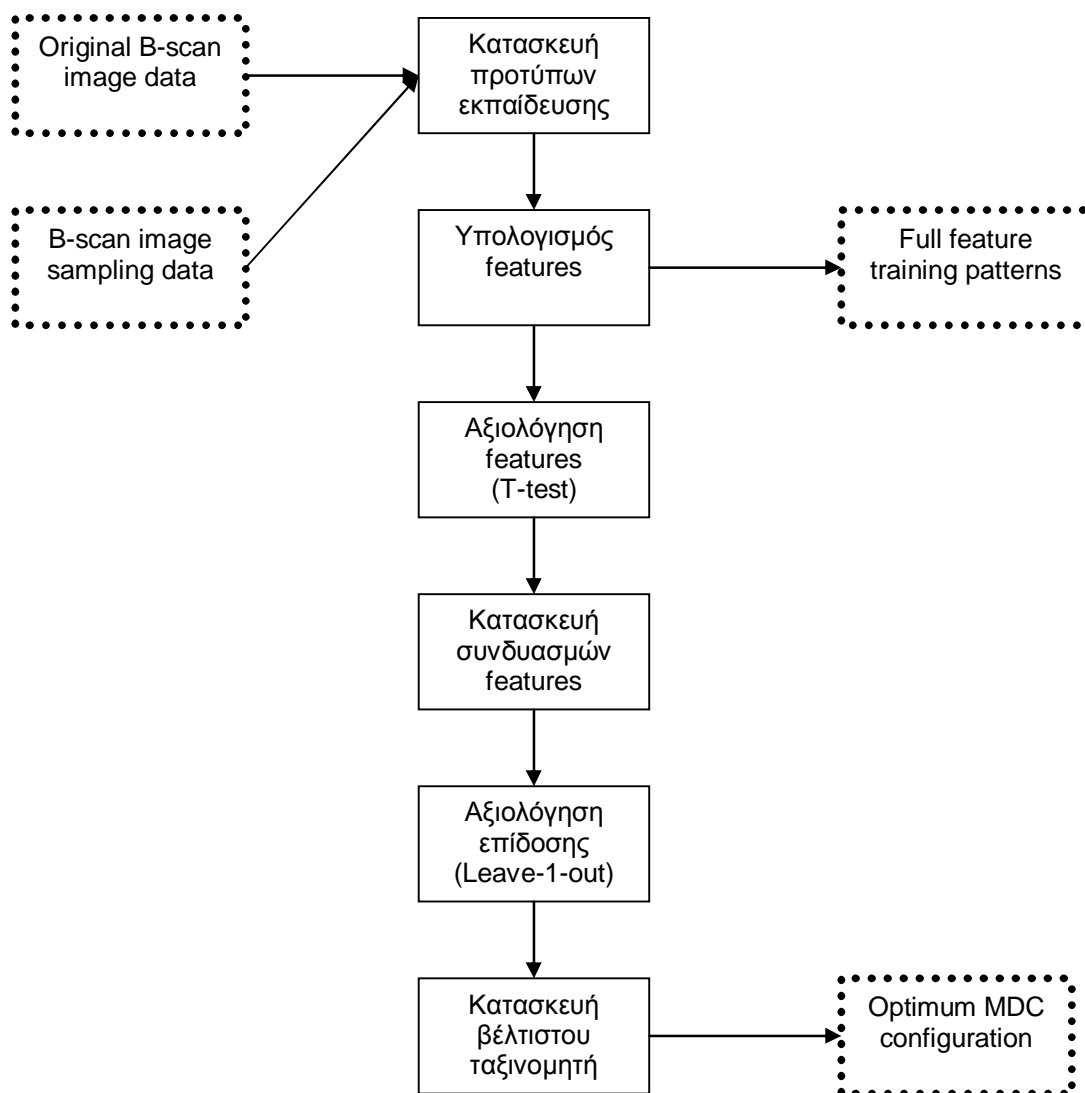 Original B-scan
image data
Κατασκευή
προτύπων
εκπαίδευσης
B-scan image
sampling data
Υπολογισμός
features
Full feature
training patterns
Αξιολόγηση
features
(T-test)
Κατασκευή
συνδυασμών
features
Αξιολόγηση
επίδοσης
(Leave-1-out)
Κατασκευή
βέλτιστου
ταξινομητή
Optimum MDC
configuration